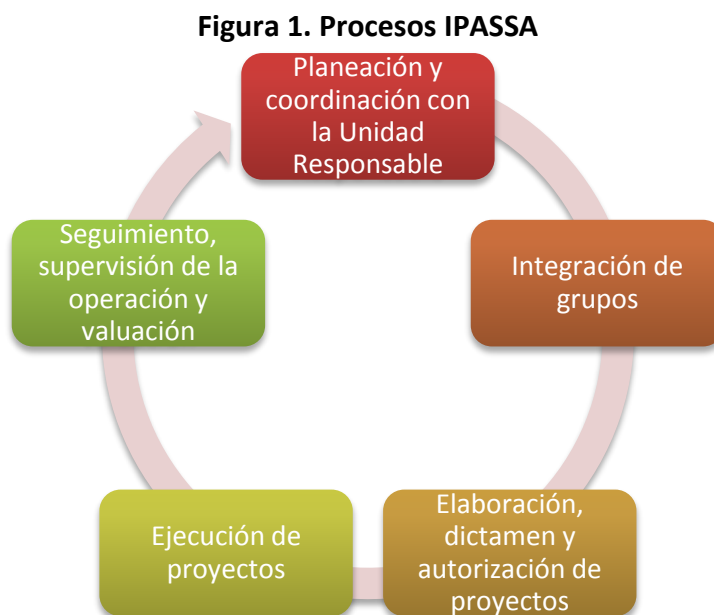 Figura 1. Procesos IPASSA
Planeación y
coordinación con
la Unidad
Responsable
Integración de
grupos
Elaboración,
dictamen y
autorización de
proyectos
Ejecución de
proyectos
Seguimiento,
supervisión de la
operación y
valuación